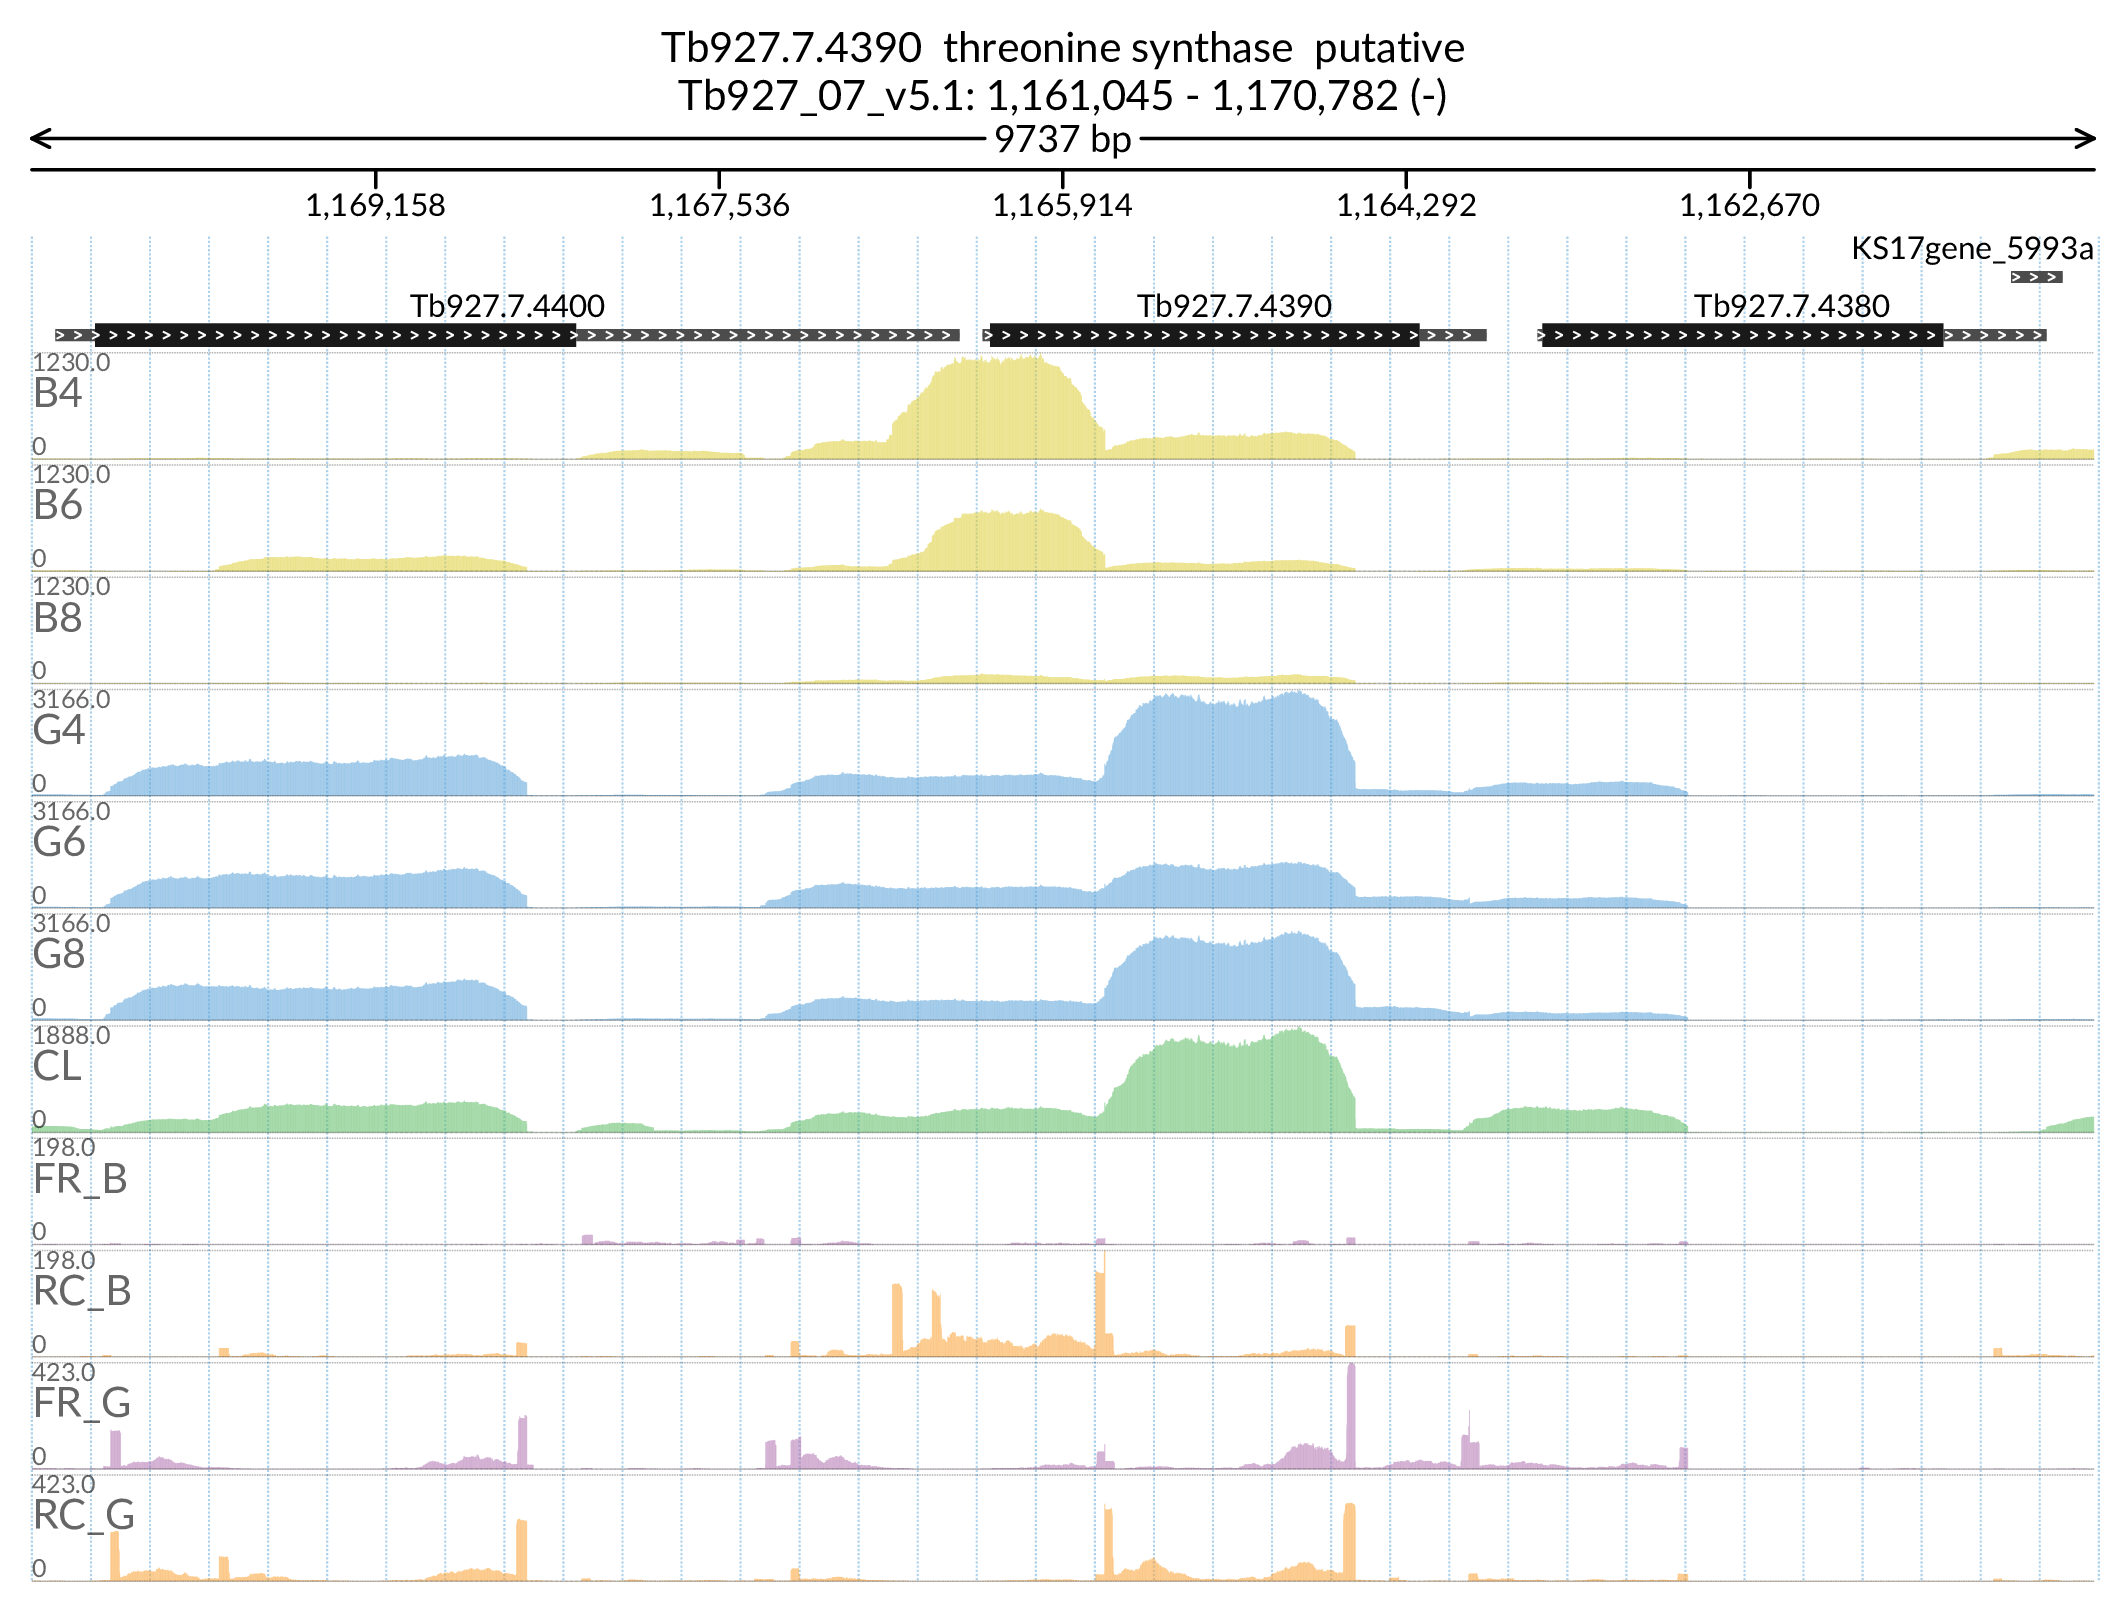 Tb927.7.4390 threonine synthase putative
Tb927_07_v5.1: 1,161,045 - 1,170,782 (-)
9737 bp
1,169,158 1,167,536 1,165,914 1,164,292 1,162,670
KS17gene_5993a
Tb927.7.4400 Tb927.7.4390 Tb927.7.4380
1230.0
B4
0
1230.0
B6
0
1230.0
B8
0
3166.0
G4
0
3166.0
G6
0
3166.0
G8
0
1888.0
CL
0
198.0
FR_B
0
198.0
RC_B
0
423.0
FR_G
0
423.0
RC_G
0